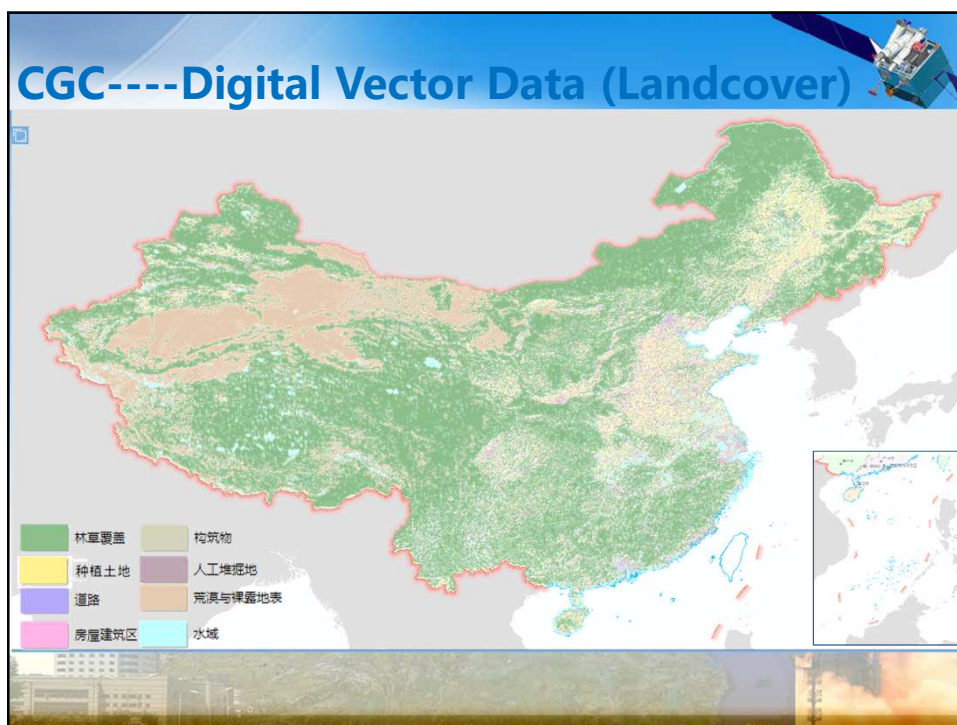 CGC----Digital Vector Data (Landcover)
林草覆盖
构筑物
种植土地
人工堆掘地
道路
荒漠与裸露地表
房屋建筑区
水域